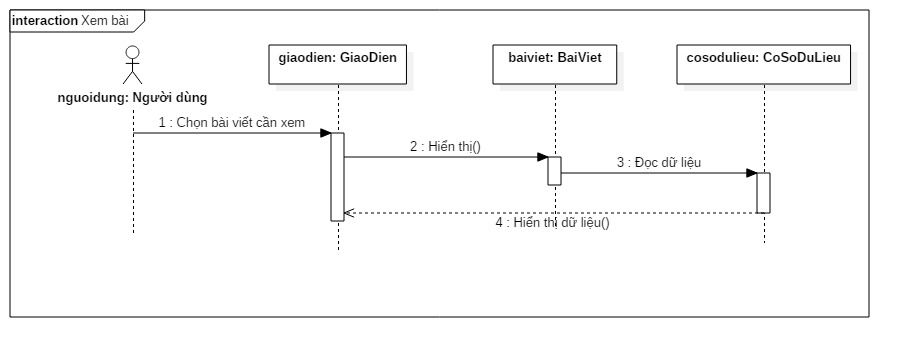 interaction Xem bài
giaodien: GiaoDien
baiviet: BaiViet
cosodulieu: CoSoDuLieu
nguoidung: Người dùng
1 : Chọn bài viết cần xem
2 : Hiển thị()
3 : Đọc dữ liệu
4 : Hiển thị dữ liệu()